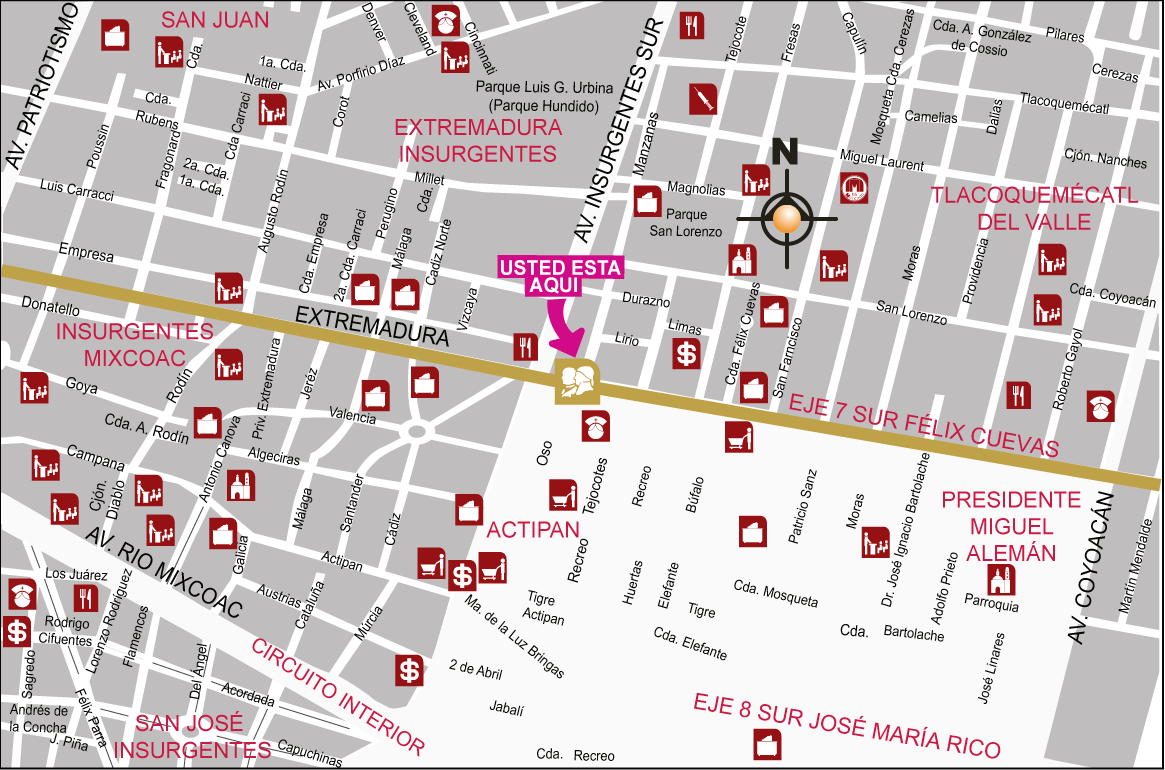 SAN JUAN
AV. PATRIOTISMO
Cda.
1a. Cda.
Nattier
Denver
Cleveland
Cincinnati
Av. Porfirio Díaz
Corot
Parque Luis G. Urbina
(Parque Hundido)
EXTREMADURA
INSURGENTES
AV. INSURGENTES SUR
Manzanas
Tejocote
Fresas
Capulín
Mosqueta
Cda. Cerezas
Cda. A. González
de Cossio
Pilares
Cerezas
Tlacoquemécatl
Dalias
Camelias
Cjón. Nanches
Miguel Laurent
TLACOQUEMÉCATL
DEL VALLE
N
Magnolias
Parque
San Lorenzo
Poussin
Cda.
Rubens
Fragonard
Cda Carraci
2a. Cda.
1a. Cda.
Luis Carracci
Augusto Rodín
Empresa
Cda. Empresa
2a. Cda. Carraci
Perugino
Millet
Cda.
Málaga
Cadiz Norte
Vizcaya
USTED ESTA
AQUI
Durazno
Lirio
Limas
Cda. Félix Cuevas
San Farncisco
Moras
Providencia
San Lorenzo
Cda. Coyoacán
Roberto Gayol
Donatello
EXTREMADURA
INSURGENTES
MIXCOAC
Goya
Rodín
Priv. Extremadura
Jeréz
Valencia
Cda. A. Rodín
Antonio Canova
Algeciras
Campana
Cjón.
Diablo
Málaga
Santander
Cádiz
EJE 7 SUR FÉLIX CUEVAS
Oso
Tejocotes
Recreo
Búfalo
Patricio Sanz
Moras
Dr. José Ignacio Bartolache
PRESIDENTE
MIGUEL
ALEMÁN
AV. COYOACÁN
Martín Mendalde
ACTIPAN
AV. RIO MIXCOAC
Galicia
Actipan
Austrias
Cataluña
Murcia
Recreo
Huertas
Elefante
Tigre
Actipan
Tigre
Cda. Mosqueta
Cda. Elefante
Adolfo Prieto
Parroquia
Cda.
Bartolache
José Linares
Los Juárez
Rodrigo
Cifuentes
Lorenzo Rodríguez
Flamencos
Ma. de la Luz Bringas
2 de Abril
Jabalí
CIRCUITO INTERIOR
Sagredo
Félix Parra
Del Ángel
Acordada
Andrés de
la Concha
J. Piña
SAN JOSÉ
INSURGENTES
Capuchinas
Cda. Recreo
EJE 8 SUR JOSÉ MARÍA RICO